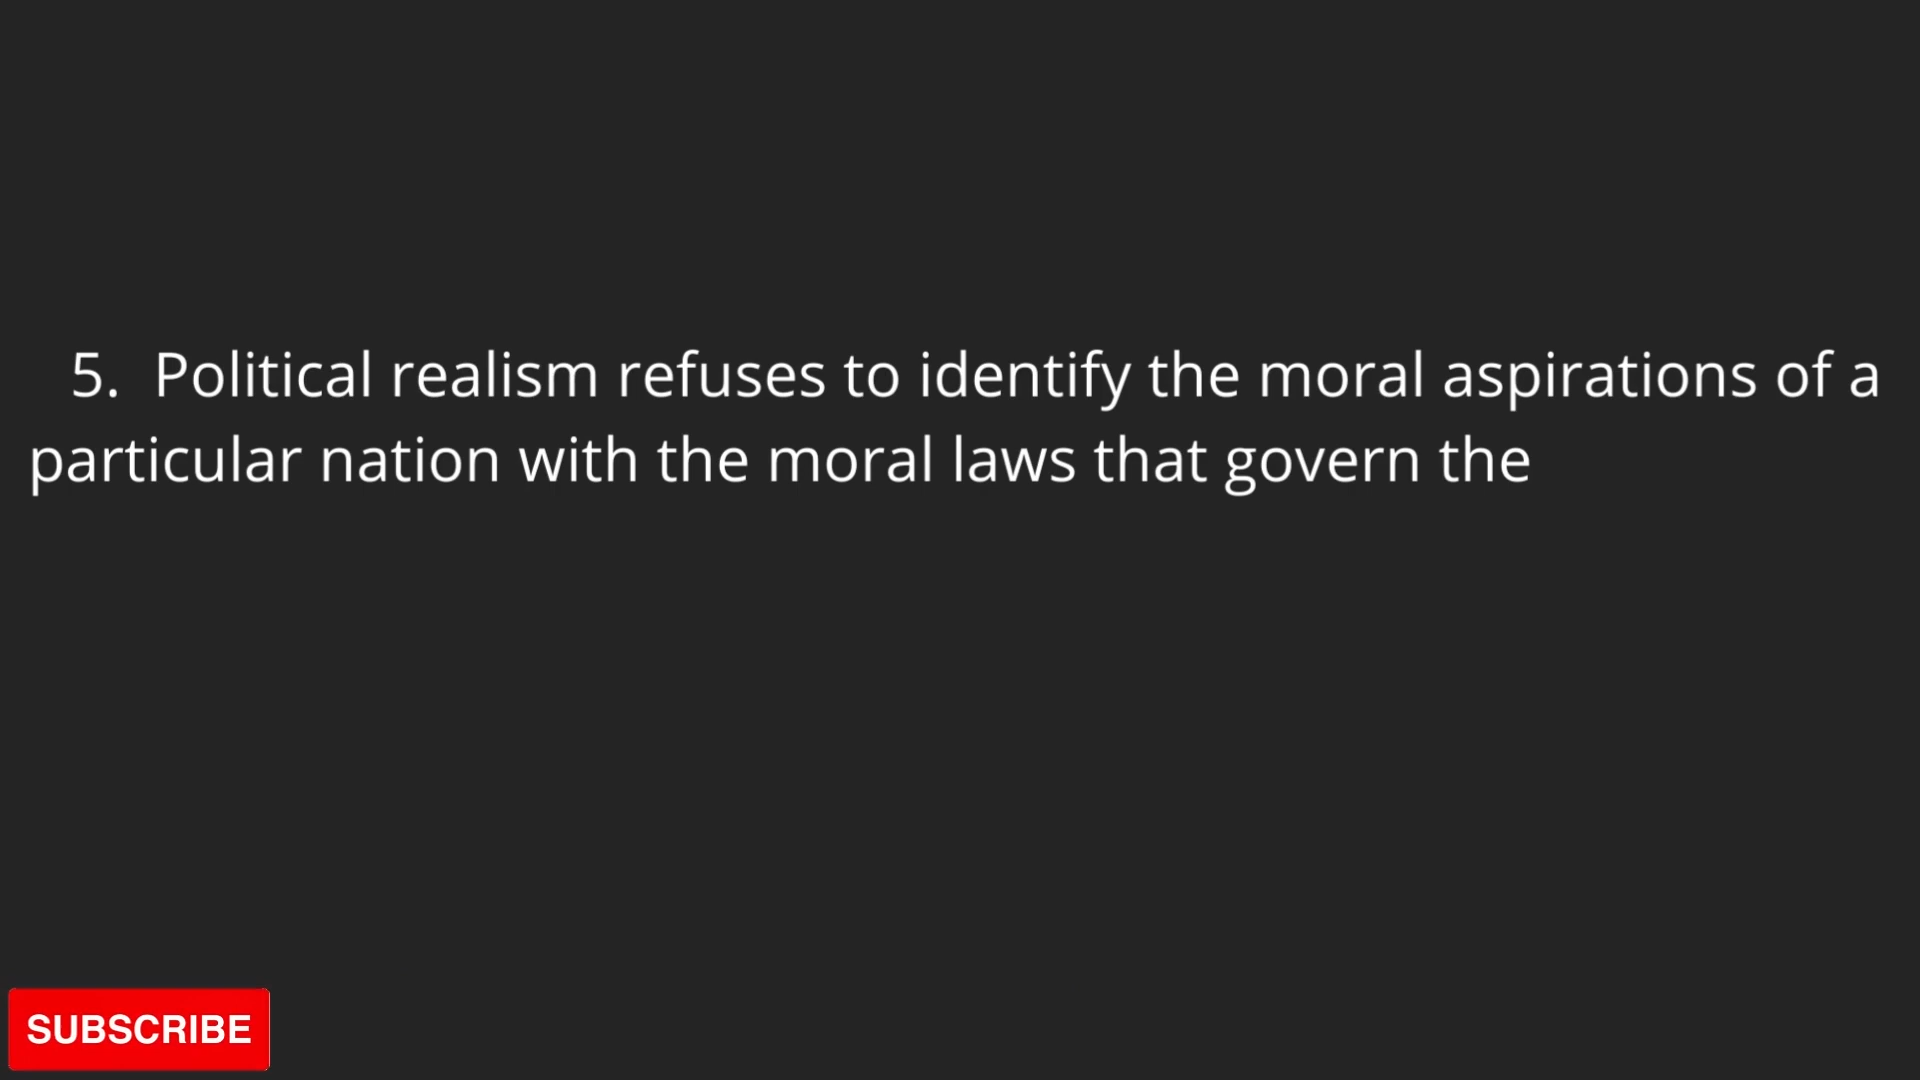 5. Political realism refuses to identify the moral aspirations of a
particular nation with the moral laws that govern the
SUBSCRIBE